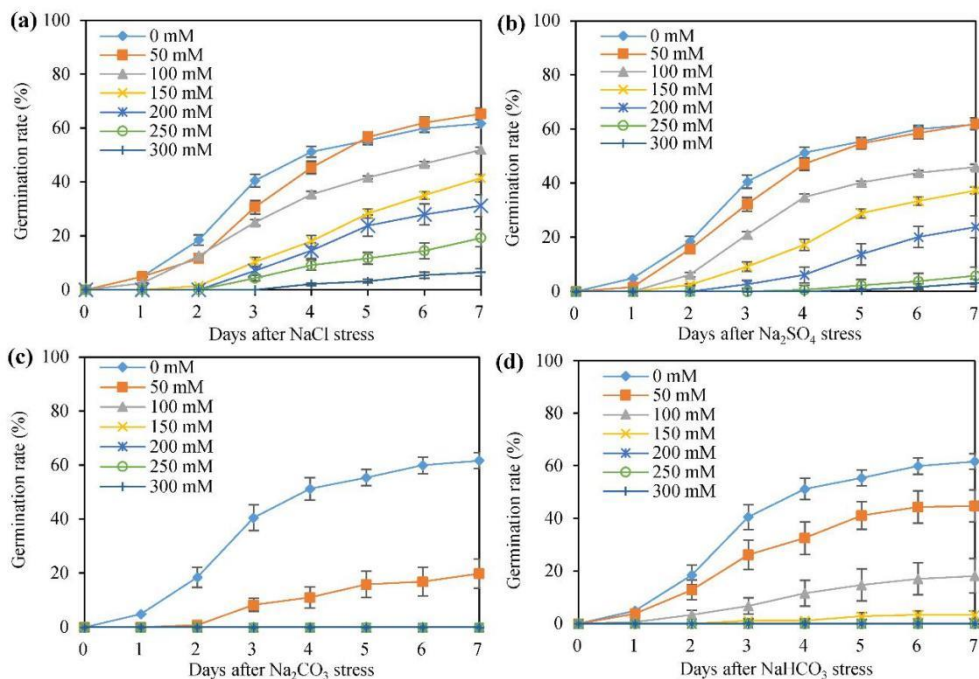 (a)
100
80
60
40
20
0
Germination rate (%)
0 mM
50 mM
100 mM
150 mM
200 mM
250 mM
300 mM
0 1 2 3 4 5 6 7
Days after NaCl stress
(b)
100
80
60
40
20
0
Germination rate (%)
0 mM
50 mM
100 mM
150 mM
200 mM
250 mM
300 mM
0 1 2 3 4 5 6 7
Days after Na₂SO₄ stress
(c)
100
80
60
40
20
0
Germination rate (%)
0 mM
50 mM
100 mM
150 mM
200 mM
250 mM
300 mM
0 1 2 3 4 5 6 7
Days after Na₂CO₃ stress
(d)
100
80
60
40
20
0
Germination rate (%)
0 mM
50 mM
100 mM
150 mM
200 mM
250 mM
300 mM
0 1 2 3 4 5 6 7
Days after NaHCO₃ stress